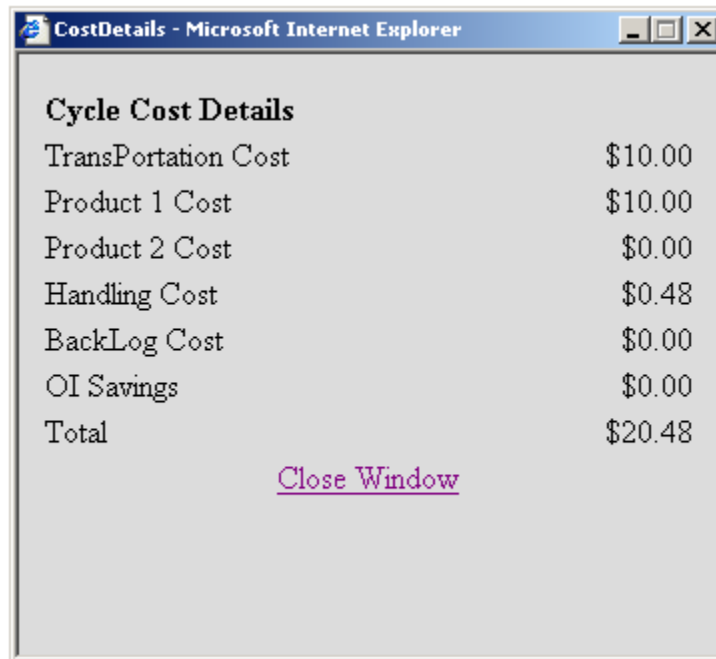 CostDetails - Microsoft Internet Explorer
Cycle Cost Details
TransPortation Cost $10.00
Product 1 Cost $10.00
Product 2 Cost $0.00
Handling Cost $0.48
BackLog Cost $0.00
OI Savings $0.00
Total $20.48
Close Window